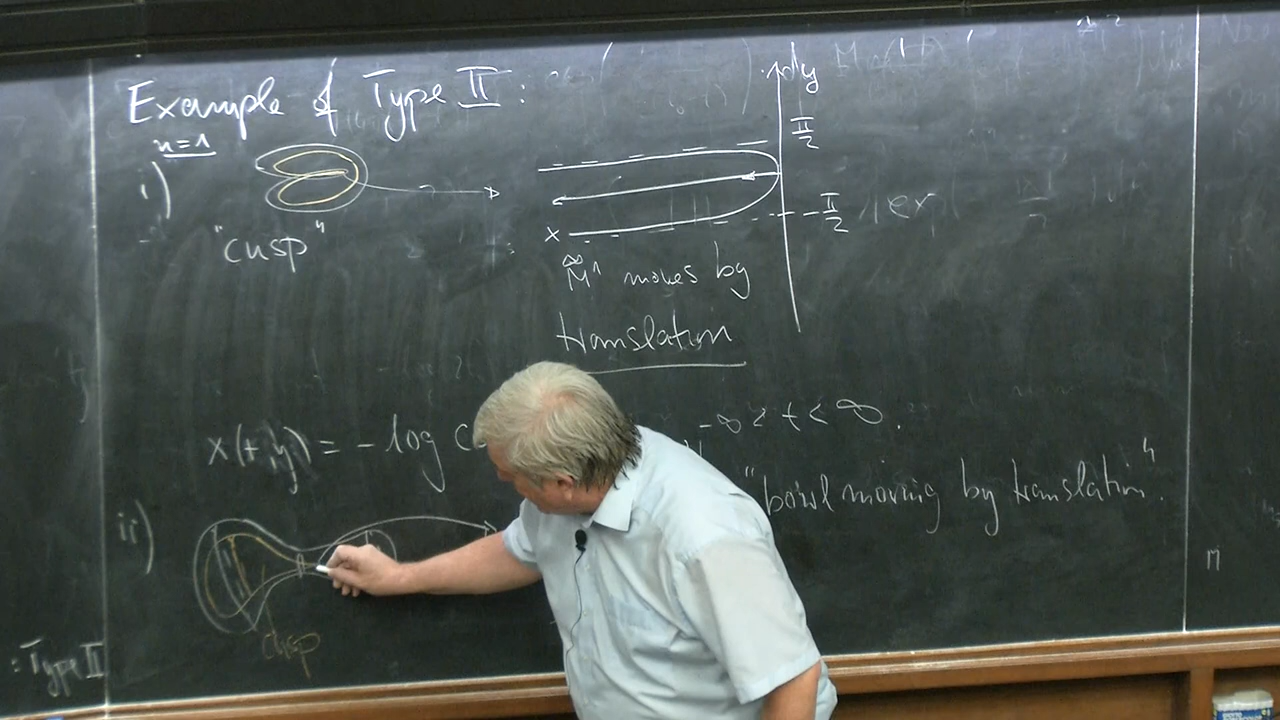 Example of Type II :
n=1
i)
"cusp"
y
π/2
-π/2
x
M̃^1 moves by
translation
x(t,y) = - log c
-∞ < t < ∞.
"bowl moving by translation".
ii)
cusp
: Type II